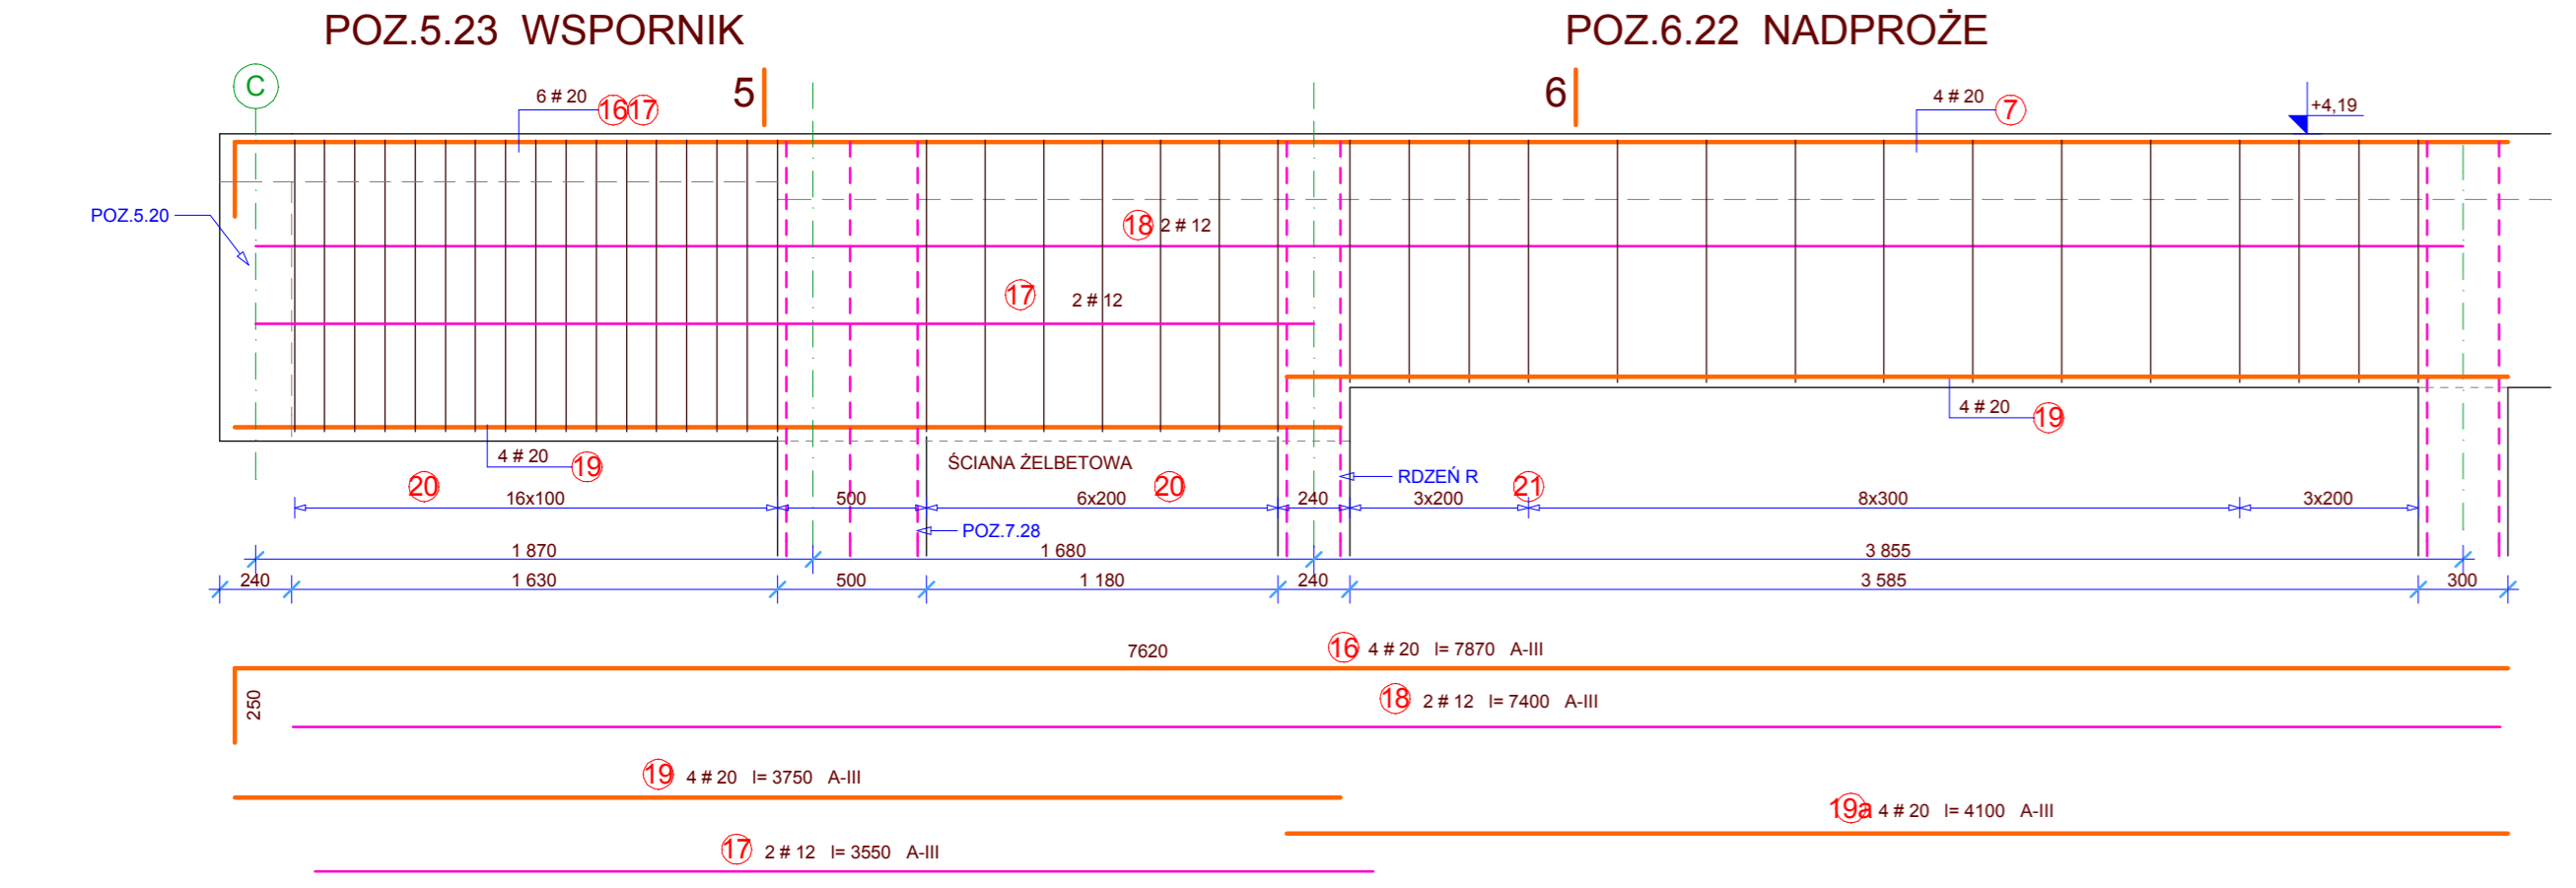 POZ.5.23 WSPORNIK
POZ.6.22 NADPROŻE
C
6 # 20 16 17
5
6
4 # 20 7
+4,19
POZ.5.20
18 2 # 12
17 2 # 12
4 # 20 19
4 # 20 19
ŚCIANA ŻELBETOWA
RDZEŃ R
20
20
21
16x100
500
6x200
240
3x200
8x300
3x200
POZ.7.28
1 870
1 680
3 855
240
1 630
500
1 180
240
3 585
300
7620
16 4 # 20 l= 7870 A-III
250
18 2 # 12 l= 7400 A-III
19 4 # 20 l= 3750 A-III
19a 4 # 20 l= 4100 A-III
17 2 # 12 l= 3550 A-III